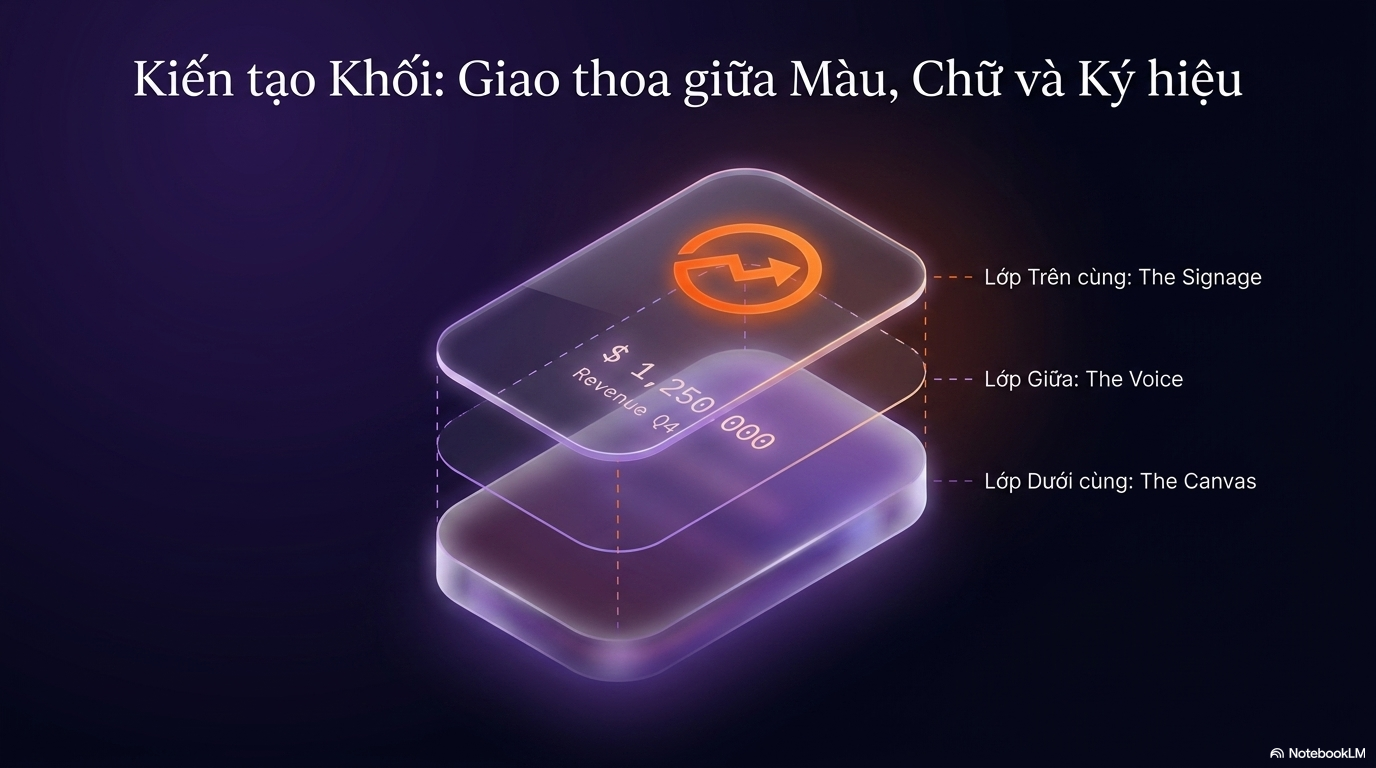 Kiến tạo Khối: Giao thoa giữa Màu, Chữ và Ký hiệu
Lớp Trên cùng: The Signage
$ 1,250,000
Revenue Q4
Lớp Giữa: The Voice
Lớp Dưới cùng: The Canvas
NotebookLM